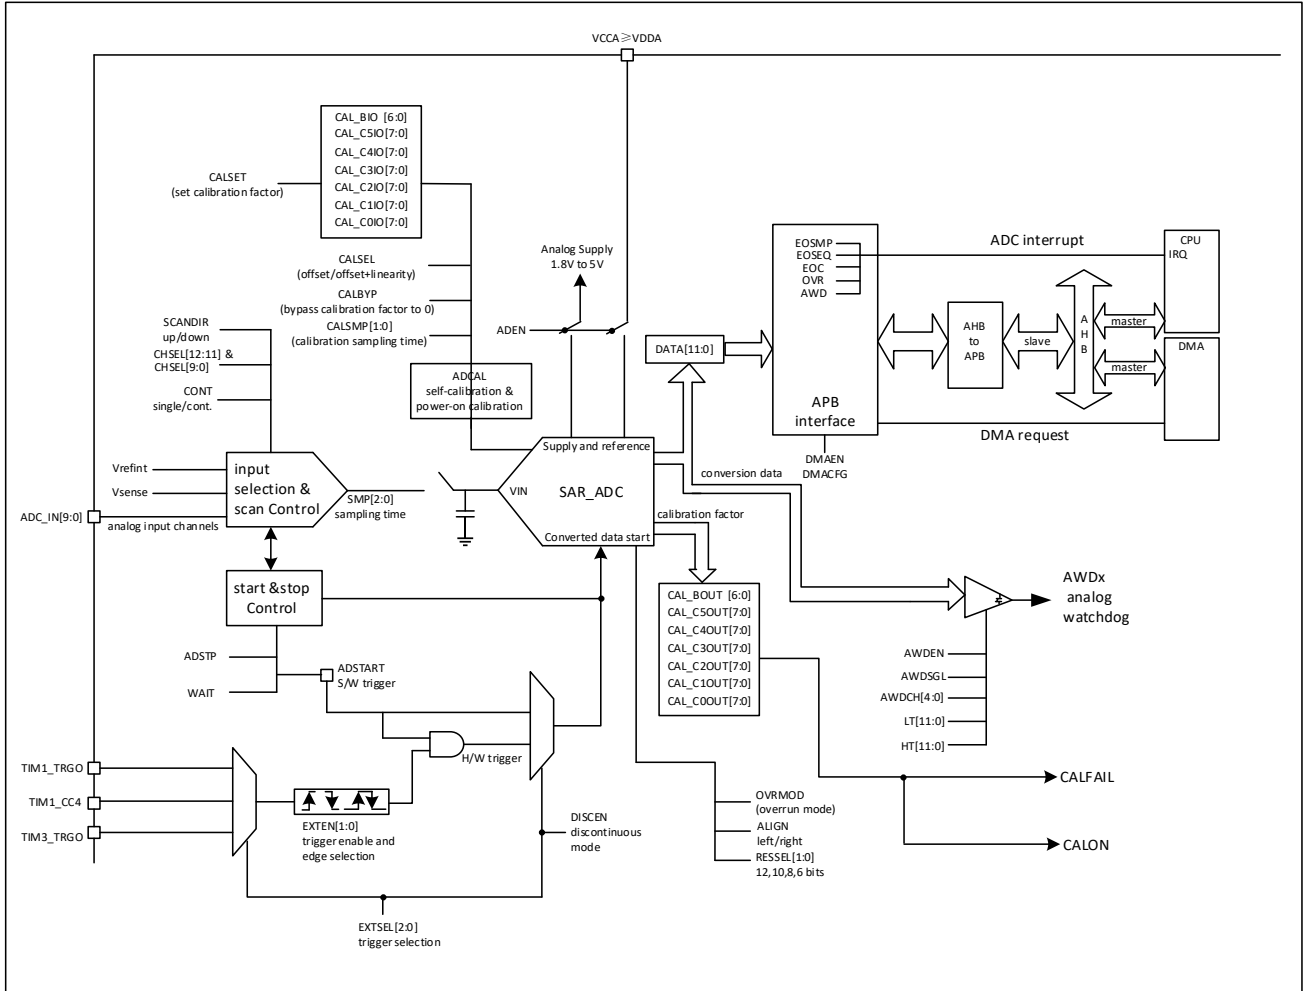 VCCA≥VDDA
CAL_BIO [6:0]
CAL_C5IO[7:0]
CAL_C4IO[7:0]
CAL_C3IO[7:0]
CAL_C2IO[7:0]
CAL_C1IO[7:0]
CAL_C0IO[7:0]
CALSET
(set calibration factor)
CALSEL
(offset/offset+linearity)
CALBYP
(bypass calibration factor to 0)
CALSMP[1:0]
(calibration sampling time)
ADCAL
self-calibration &
power-on calibration
Analog Supply
1.8V to 5V
ADEN
SCANDIR
up/down
CHSEL[12:11] &
CHSEL[9:0]
CONT
single/cont.
Vrefint
Vsense
ADC_IN[9:0]
analog input channels
input
selection &
scan Control
SMP[2:0]
sampling time
Supply and reference
VIN
SAR_ADC
Converted data start
DATA[11:0]
conversion data
calibration factor
EOSMP
EOSEQ
EOC
OVR
AWD
APB
interface
DMAEN
DMACFG
ADC interrupt
DMA request
AHB
to
APB
slave
A
H
B
master
master
CPU
IRQ
DMA
start &stop
Control
ADSTP
WAIT
ADSTART
S/W trigger
H/W trigger
CAL_BOUT [6:0]
CAL_C5OUT[7:0]
CAL_C4OUT[7:0]
CAL_C3OUT[7:0]
CAL_C2OUT[7:0]
CAL_C1OUT[7:0]
CAL_C0OUT[7:0]
AWDx
analog
watchdog
AWDEN
AWDSGL
AWDCH[4:0]
LT[11:0]
HT[11:0]
TIM1_TRGO
TIM1_CC4
TIM3_TRGO
EXTEN[1:0]
trigger enable and
edge selection
DISCEN
discontinuous
mode
EXTSEL[2:0]
trigger selection
OVRMOD
(overrun mode)
ALIGN
left/right
RESSEL[1:0]
12,10,8,6 bits
CALFAIL
CALON